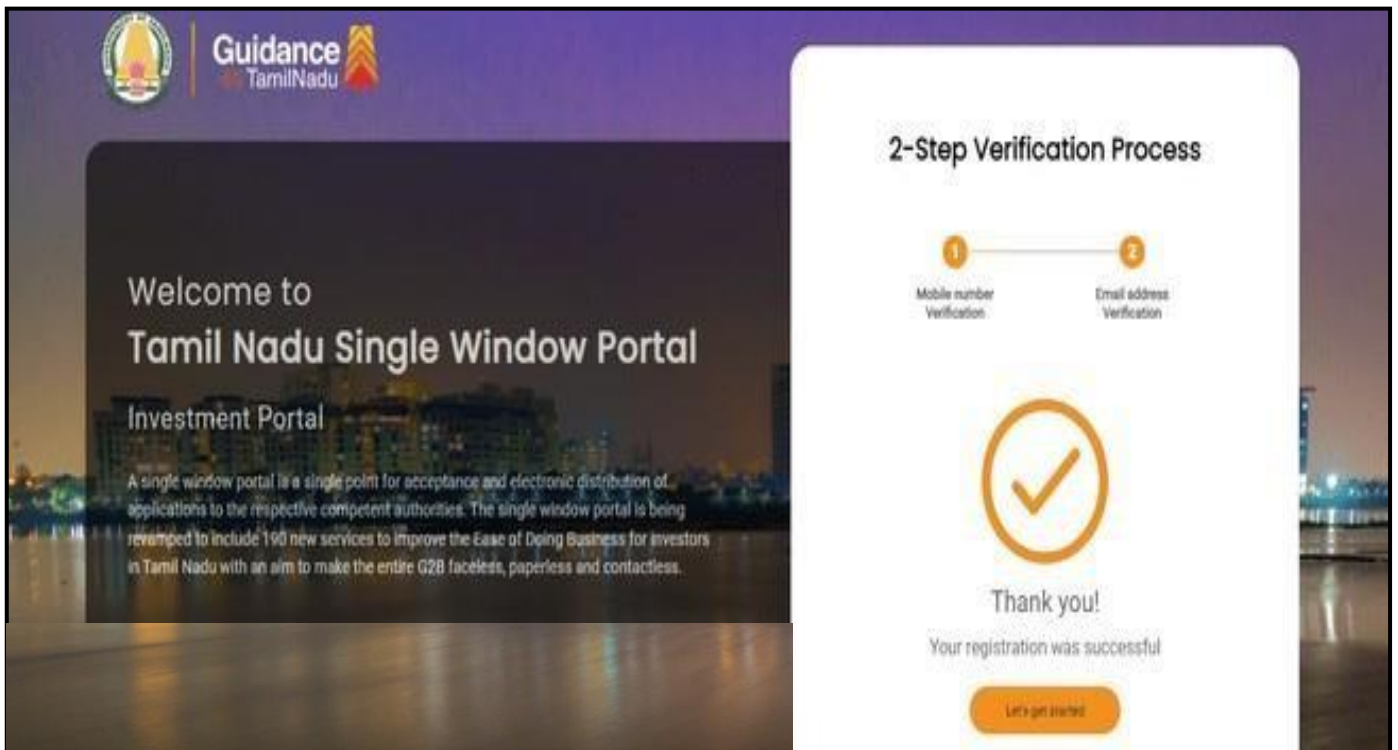 Guidance
TamilNadu
Welcome to
Tamil Nadu Single Window Portal
Investment Portal
A single window portal is a single point for acceptance and electronic distribution of
applications to the respective competent authorities. The single window portal is being
revamped to include 190 new services to improve the Ease of Doing Business for investors
in Tamil Nadu with an aim to make the entire G2B faceless, paperless and contactless.
2-Step Verification Process
1
2
Mobile number
Verification
Email address
Verification
Thank you!
Your registration was successful
Let's get started